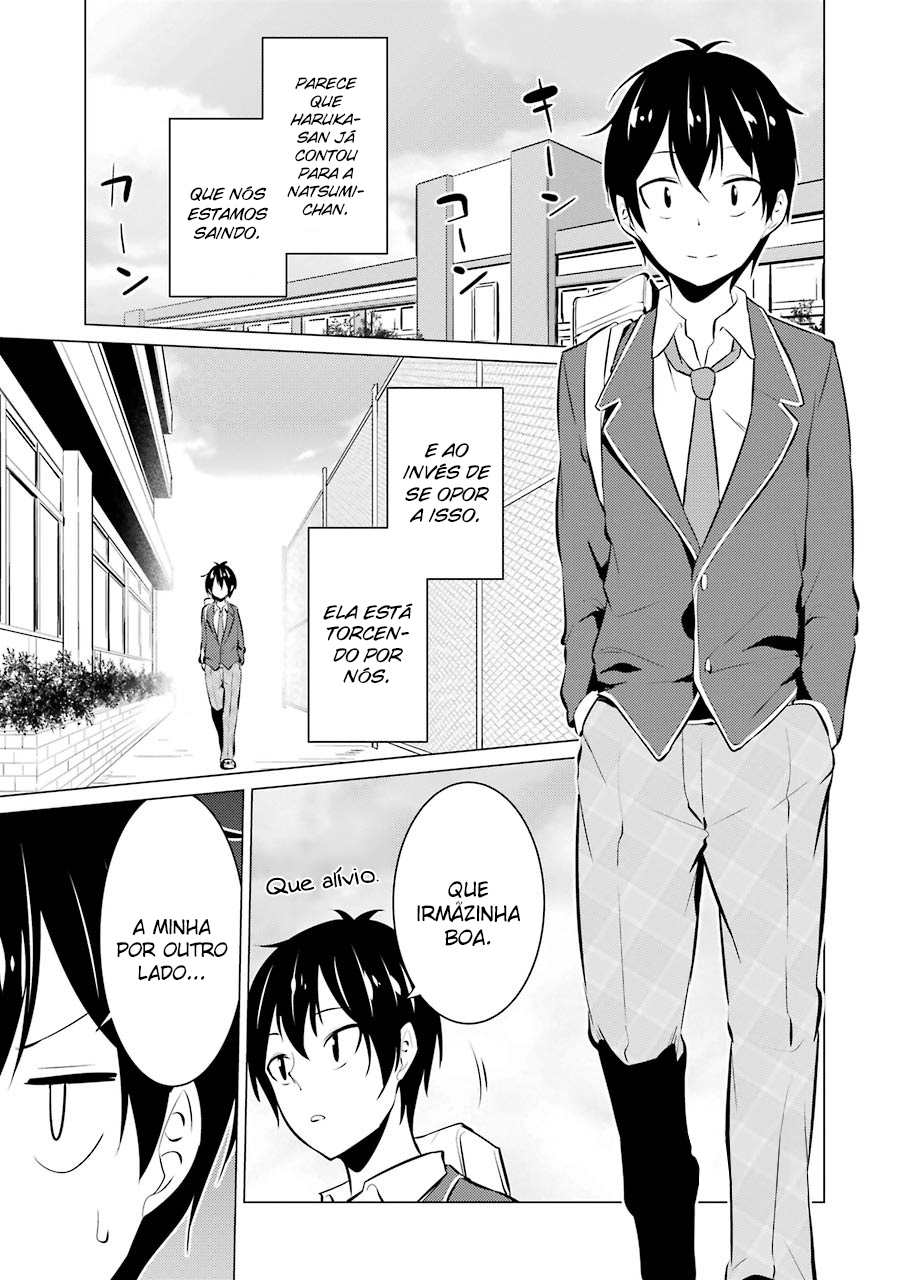 PARECE
QUE
HARUKA-
SAN JÁ
CONTOU
PARA A
NATSUMI-
CHAN.
QUE NÓS
ESTAMOS
SAINDO.
キーン
コーン
カーン
E AO
INVÉS DE
SE OPOR
A ISSO.
ELA ESTÁ
TORCEN-
DO POR
NÓS.
QUE
IRMÃZINHA
BOA.
Que alívio.
A MINHA
POR OUTRO
LADO...